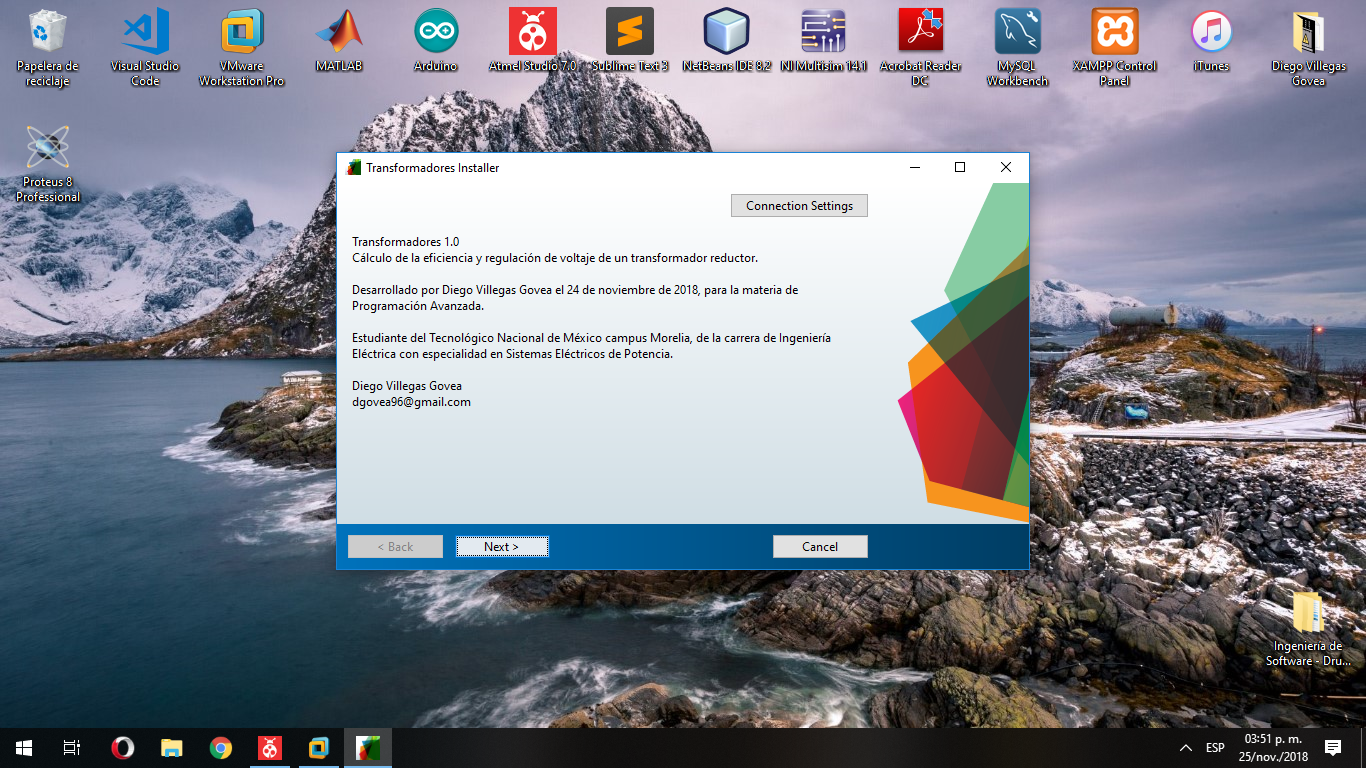 Papelera de
reciclaje
Visual Studio
Code
VMware
Workstation Pro
MATLAB
Arduino
Atmel Studio 7.0
Sublime Text 3
NetBeans IDE 8.2
NI Multisim 14.1
Acrobat Reader
DC
MySQL
Workbench
XAMPP Control
Panel
iTunes
Diego Villegas
Govea
Proteus 8
Professional
Transformadores Installer
Connection Settings
Transformadores 1.0
Cálculo de la eficiencia y regulación de voltaje de un transformador reductor.
Desarrollado por Diego Villegas Govea el 24 de noviembre de 2018, para la materia de
Programación Avanzada.
Estudiante del Tecnológico Nacional de México campus Morelia, de la carrera de Ingeniería
Eléctrica con especialidad en Sistemas Eléctricos de Potencia.
Diego Villegas Govea
dgovea96@gmail.com
< Back
Next >
Cancel
Ingeniería de
Software - Dru...
ESP
03:51 p. m.
25/nov./2018